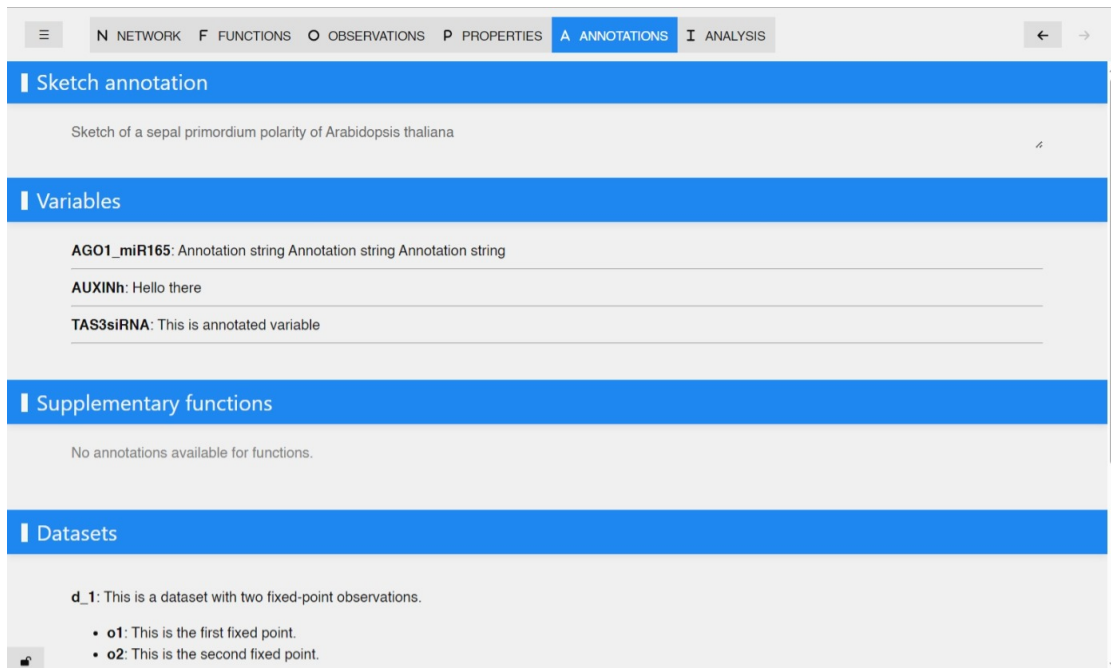 N NETWORK F FUNCTIONS O OBSERVATIONS P PROPERTIES A ANNOTATIONS I ANALYSIS
Sketch annotation
Sketch of a sepal primordium polarity of Arabidopsis thaliana
Variables
AGO1_miR165: Annotation string Annotation string Annotation string
AUXINh: Hello there
TAS3siRNA: This is annotated variable
Supplementary functions
No annotations available for functions.
Datasets
d_1: This is a dataset with two fixed-point observations.
• o1: This is the first fixed point.
• o2: This is the second fixed point.